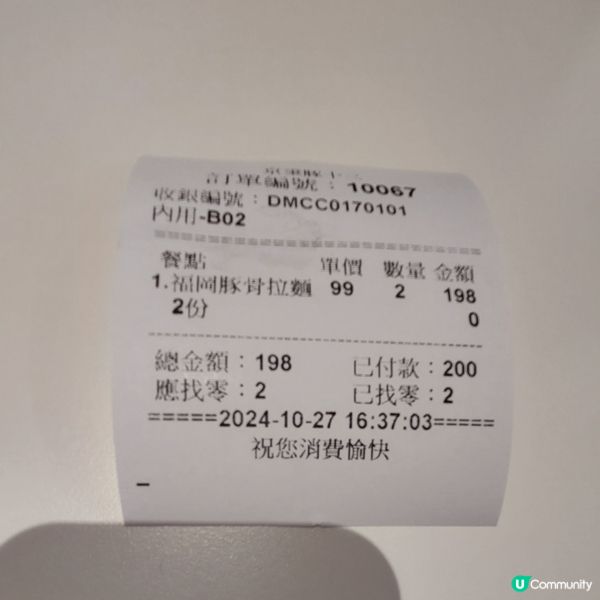 訂單編號：10067
收銀編號：DMCC0170101
內用-B02
餐點 單價 數量 金額
1.福岡豚骨拉麵 99 2 198
2份 0
總金額：198 已付款：200
應找零：2 已找零：2
=====2024-10-27 16:37:03=====
祝您消費愉快
U Community